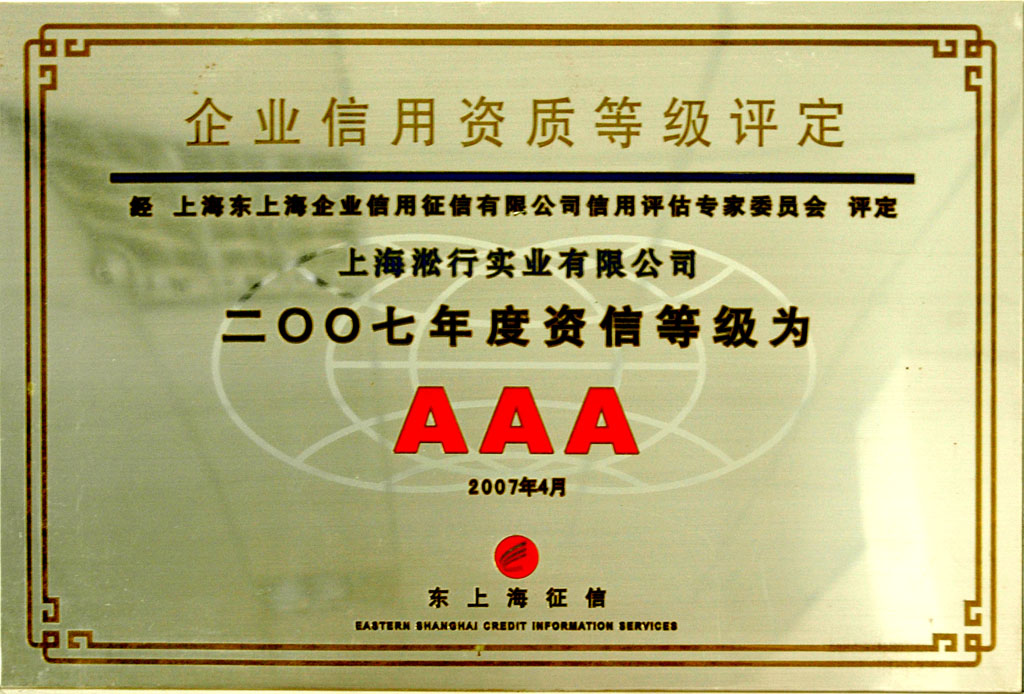 企业信用资质等级评定
经 上海东上海企业信用征信有限公司信用评估专家委员会 评定
上海淞行实业有限公司
二〇〇七年度资信等级为
AAA
2007年4月
东上海征信
EASTERN SHANGHAI CREDIT INFORMATION SERVICES